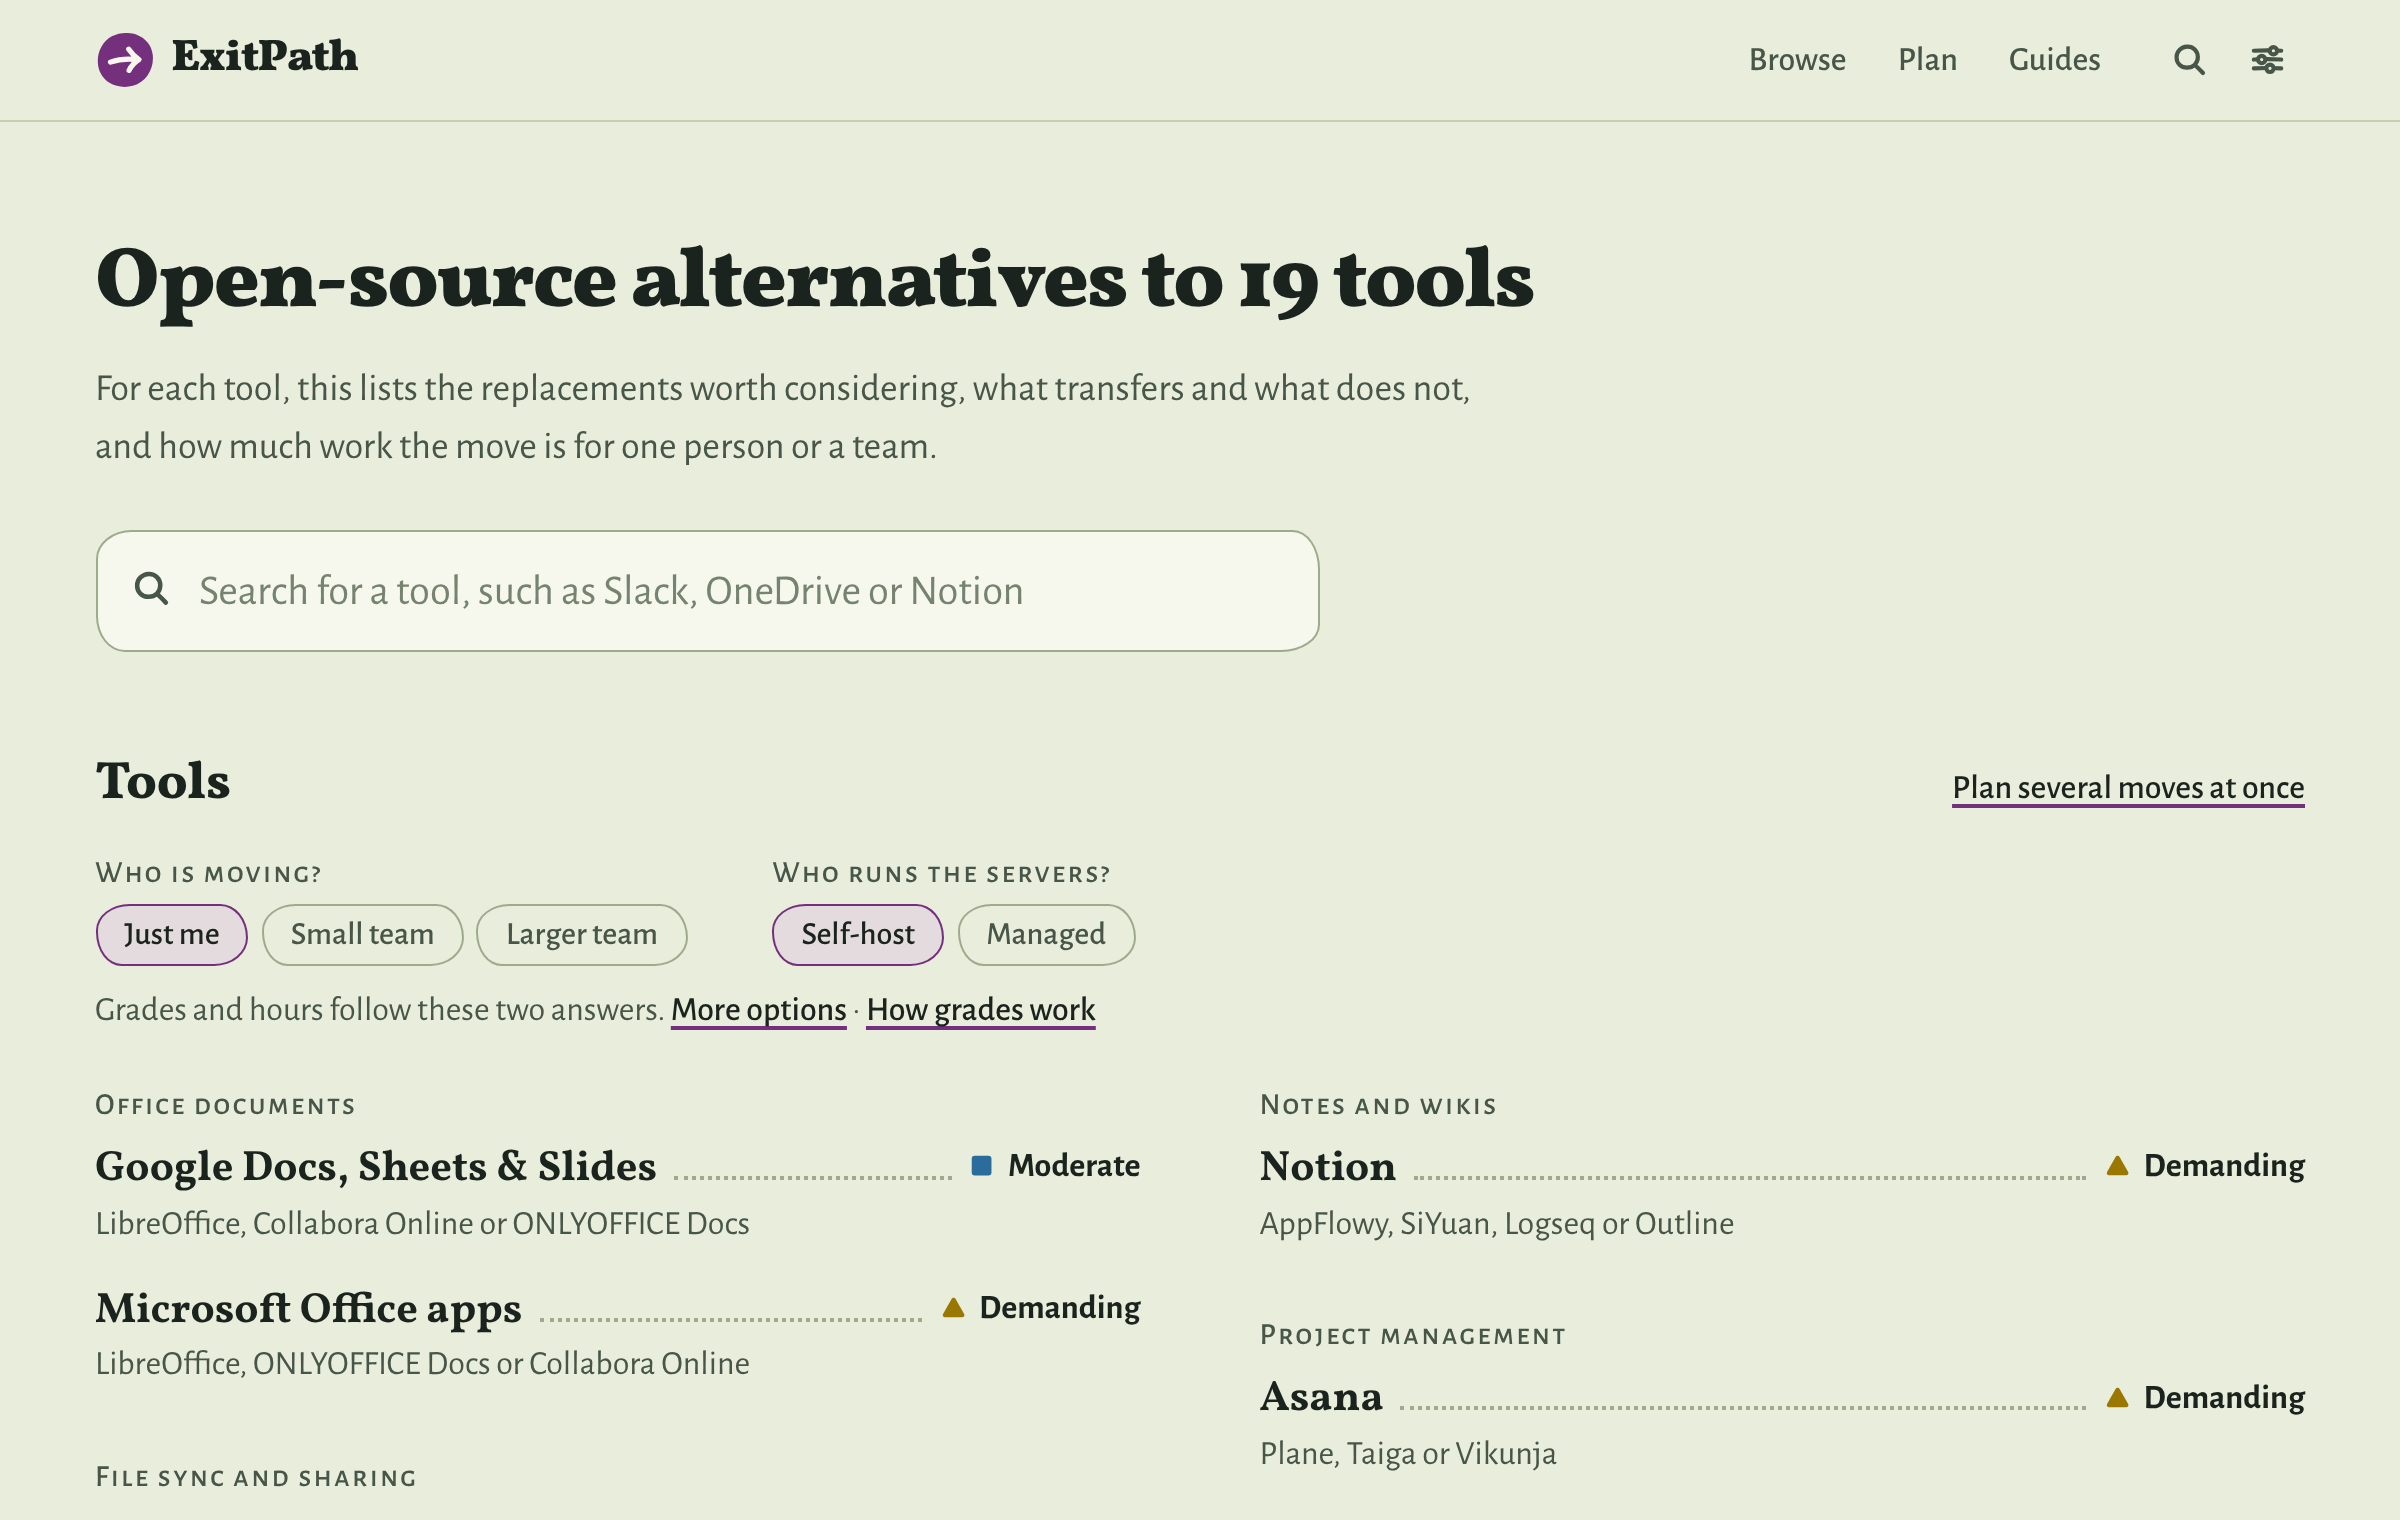 ExitPath
Browse Plan Guides
Open-source alternatives to 19 tools
For each tool, this lists the replacements worth considering, what transfers and what does not,
and how much work the move is for one person or a team.
Search for a tool, such as Slack, OneDrive or Notion
Tools
Plan several moves at once
Who is moving?
Just me Small team Larger team
Who runs the servers?
Self-host Managed
Grades and hours follow these two answers. More options · How grades work
Office documents
Google Docs, Sheets & Slides Moderate
LibreOffice, Collabora Online or ONLYOFFICE Docs
Microsoft Office apps Demanding
LibreOffice, ONLYOFFICE Docs or Collabora Online
File sync and sharing
Notes and wikis
Notion Demanding
AppFlowy, SiYuan, Logseq or Outline
Project management
Asana Demanding
Plane, Taiga or Vikunja